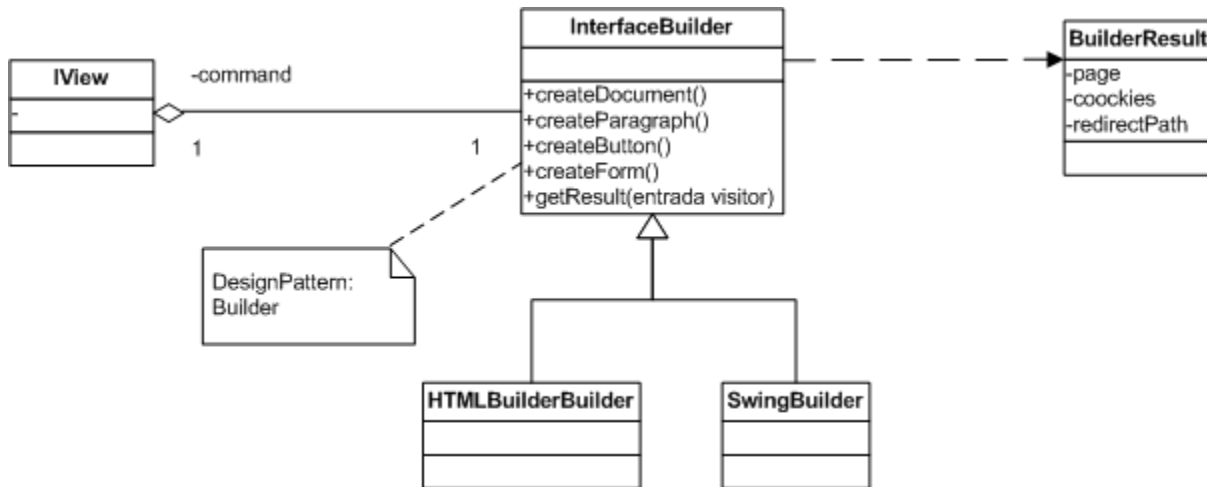 IView
-
-command
1
1
InterfaceBuilder
+createDocument()
+createParagraph()
+createButton()
+createForm()
+getResult(entrada visitor)
BuilderResult
-page
-coockies
-redirectPath
DesignPattern:
Builder
HTMLBuilderBuilder
SwingBuilder